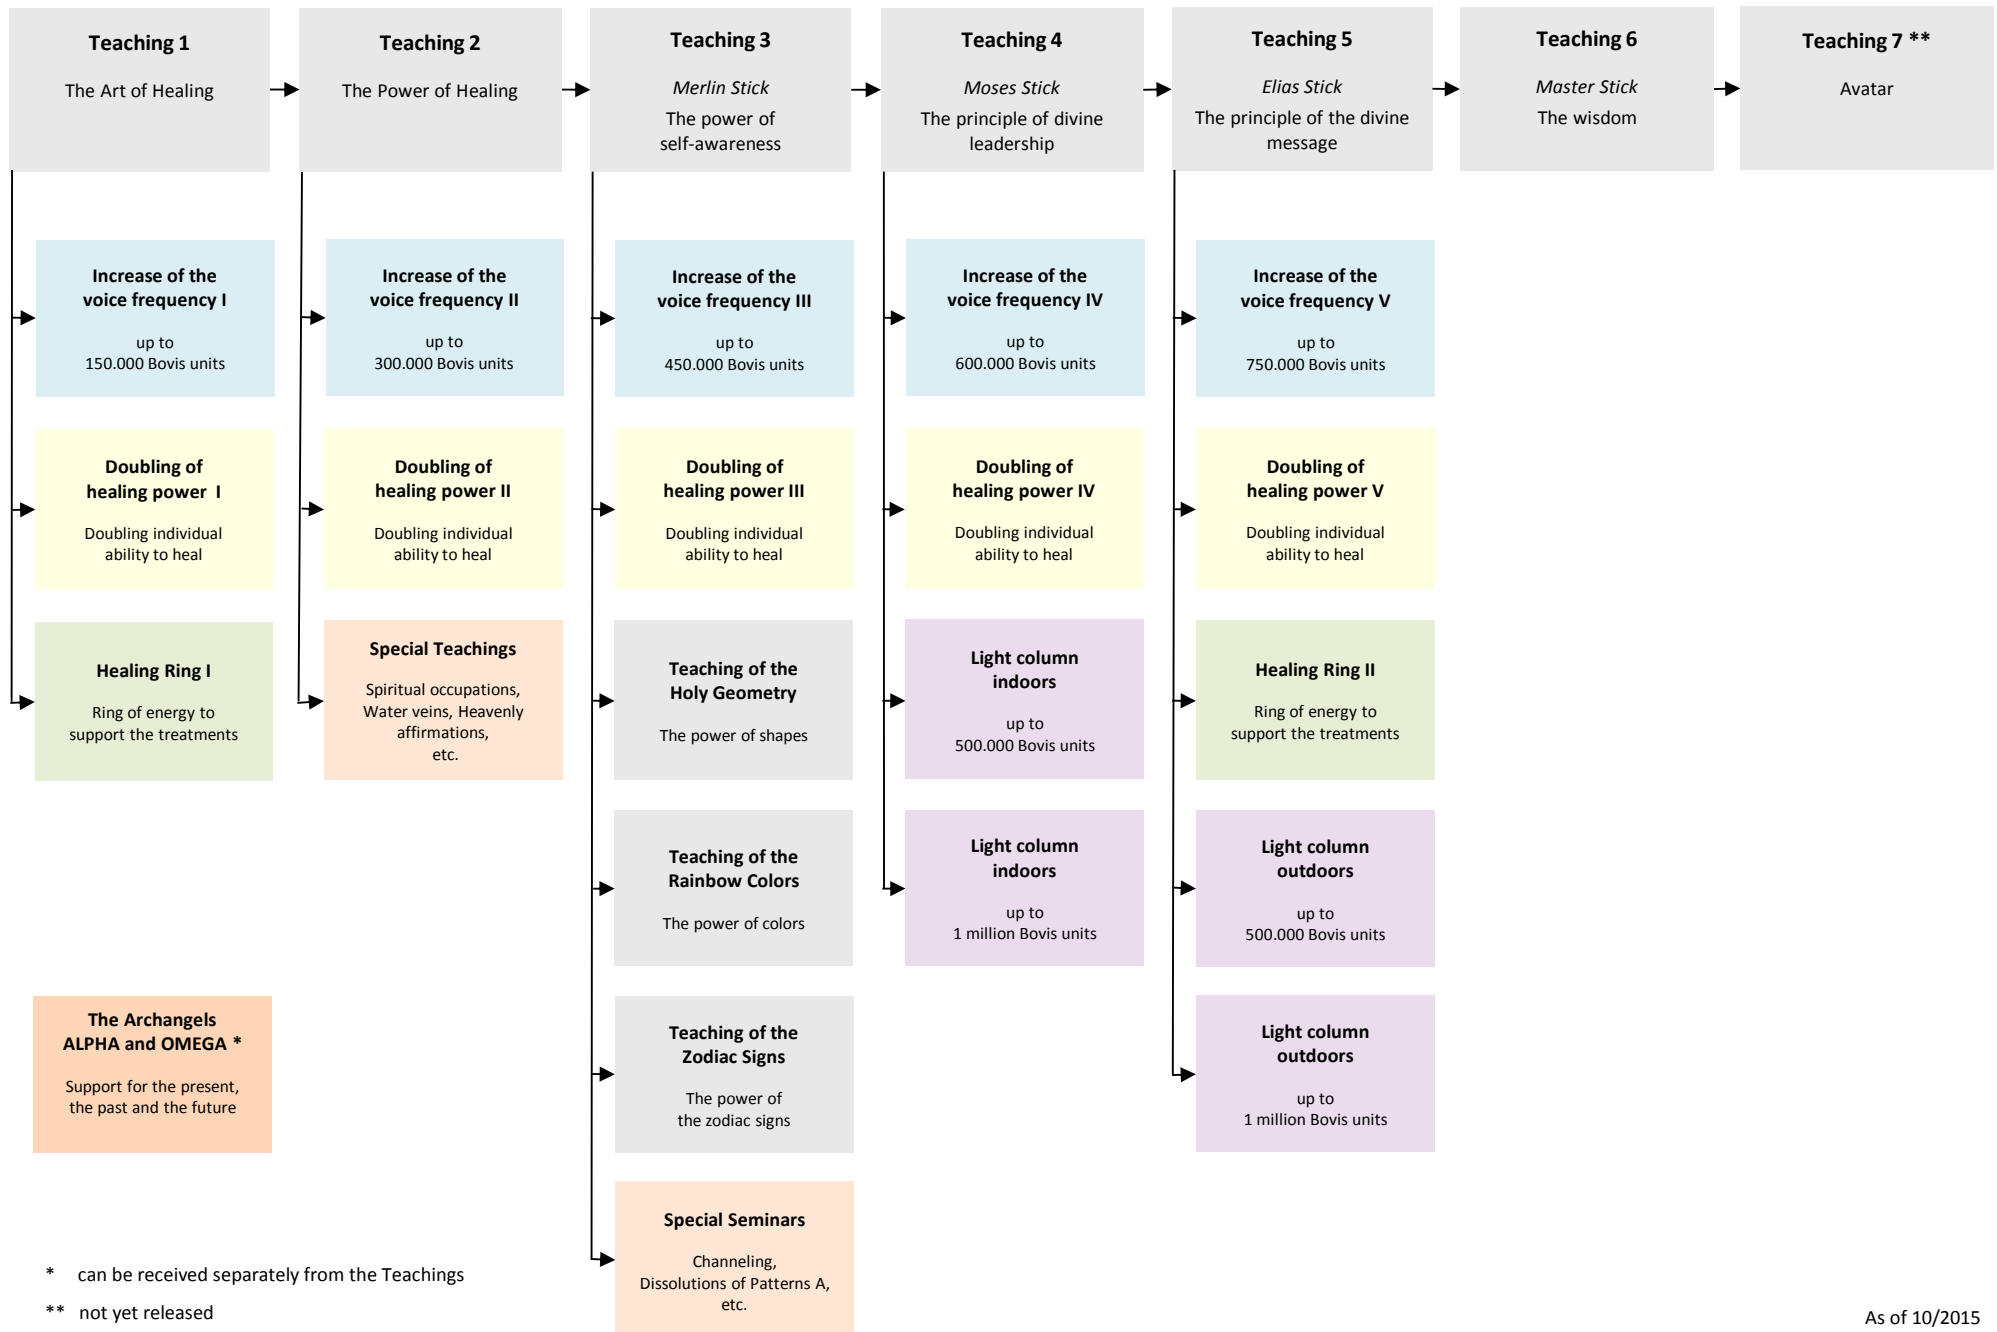 Teaching 1
The Art of Healing
Teaching 2
The Power of Healing
Teaching 3
Merlin Stick
The power of
self-awareness
Teaching 4
Moses Stick
The principle of divine
leadership
Teaching 5
Elias Stick
The principle of the divine
message
Teaching 6
Master Stick
The wisdom
Teaching 7 **
Avatar
Increase of the
voice frequency I
up to
150.000 Bovis units
Increase of the
voice frequency II
up to
300.000 Bovis units
Increase of the
voice frequency III
up to
450.000 Bovis units
Increase of the
voice frequency IV
up to
600.000 Bovis units
Increase of the
voice frequency V
up to
750.000 Bovis units
Doubling of
healing power  I
Doubling individual
ability to heal
Doubling of
healing power II
Doubling individual
ability to heal
Doubling of
healing power III
Doubling individual
ability to heal
Doubling of
healing power IV
Doubling individual
ability to heal
Doubling of
healing power V
Doubling individual
ability to heal
Healing Ring I
Ring of energy to
support the treatments
Special Teachings
Spiritual occupations,
Water veins, Heavenly
affirmations,
etc.
Teaching of the
Holy Geometry
The power of shapes
Light column
indoors
up to
500.000 Bovis units
Healing Ring II
Ring of energy to
support the treatments
Teaching of the
Rainbow Colors
The power of colors
Light column
indoors
up to
1 million Bovis units
Light column
outdoors
up to
500.000 Bovis units
The Archangels
ALPHA and OMEGA *
Support for the present,
the past and the future
Teaching of the
Zodiac Signs
The power of
the zodiac signs
Light column
outdoors
up to
1 million Bovis units
Special Seminars
Channeling,
Dissolutions of Patterns A,
etc.
* can be received separately from the Teachings
** not yet released
As of 10/2015